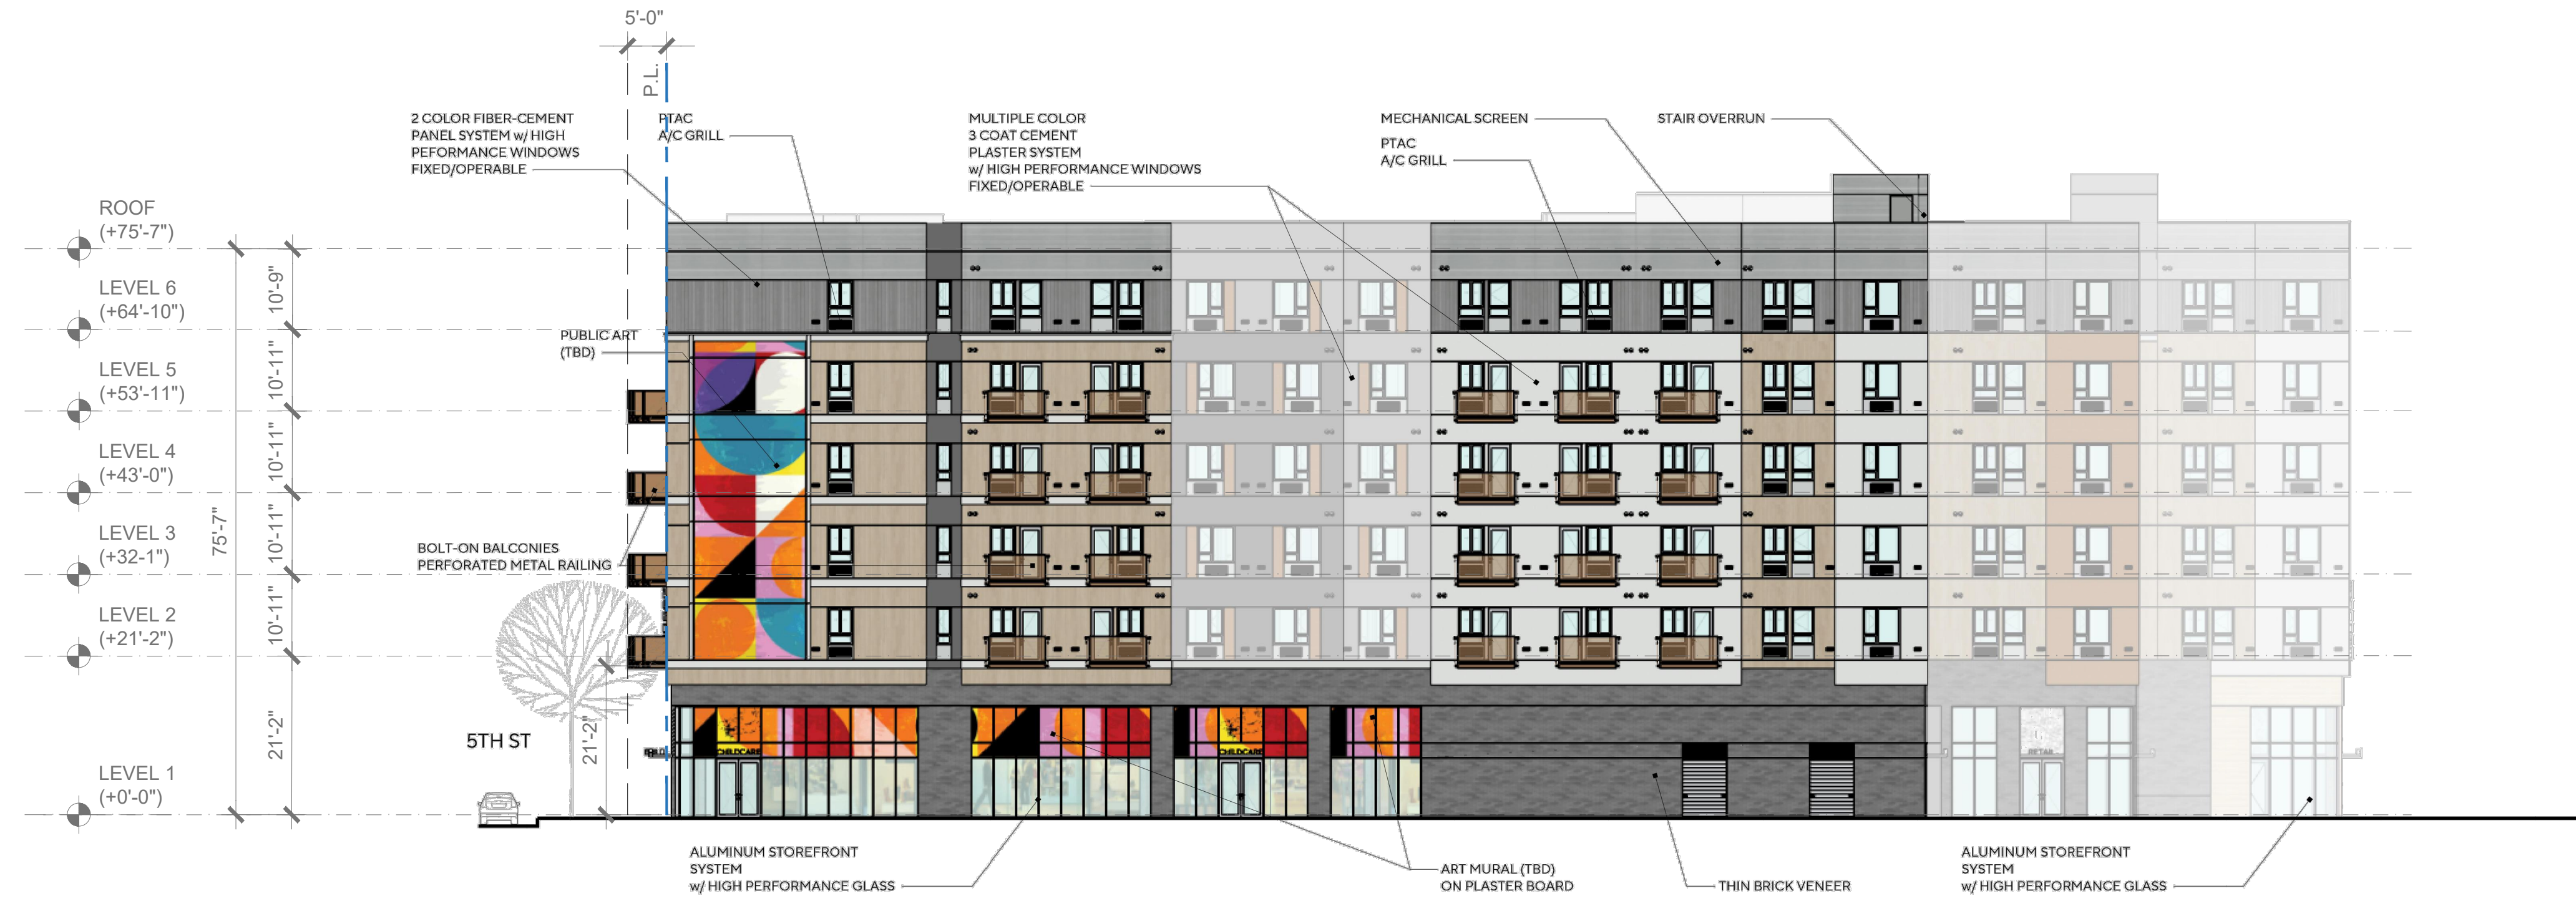 5'-0"
P.L.
2 COLOR FIBER-CEMENT
PANEL SYSTEM w/ HIGH
PEFORMANCE WINDOWS
FIXED/OPERABLE
PTAC
A/C GRILL
MULTIPLE COLOR
3 COAT CEMENT
PLASTER SYSTEM
w/ HIGH PERFORMANCE WINDOWS
FIXED/OPERABLE
MECHANICAL SCREEN
PTAC
A/C GRILL
STAIR OVERRUN
ROOF
(+75'-7")
10'-9"
LEVEL 6
(+64'-10")
PUBLIC ART
(TBD)
10'-11"
LEVEL 5
(+53'-11")
10'-11"
LEVEL 4
(+43'-0")
75'-7"
10'-11"
LEVEL 3
(+32'-1")
BOLT-ON BALCONIES
PERFORATED METAL RAILING
10'-11"
LEVEL 2
(+21'-2")
21'-2"
21'-2"
5TH ST
CHILDCARE
CHILDCARE
RETAIL
LEVEL 1
(+0'-0")
ALUMINUM STOREFRONT
SYSTEM
w/ HIGH PERFORMANCE GLASS
ART MURAL (TBD)
ON PLASTER BOARD
THIN BRICK VENEER
ALUMINUM STOREFRONT
SYSTEM
w/ HIGH PERFORMANCE GLASS